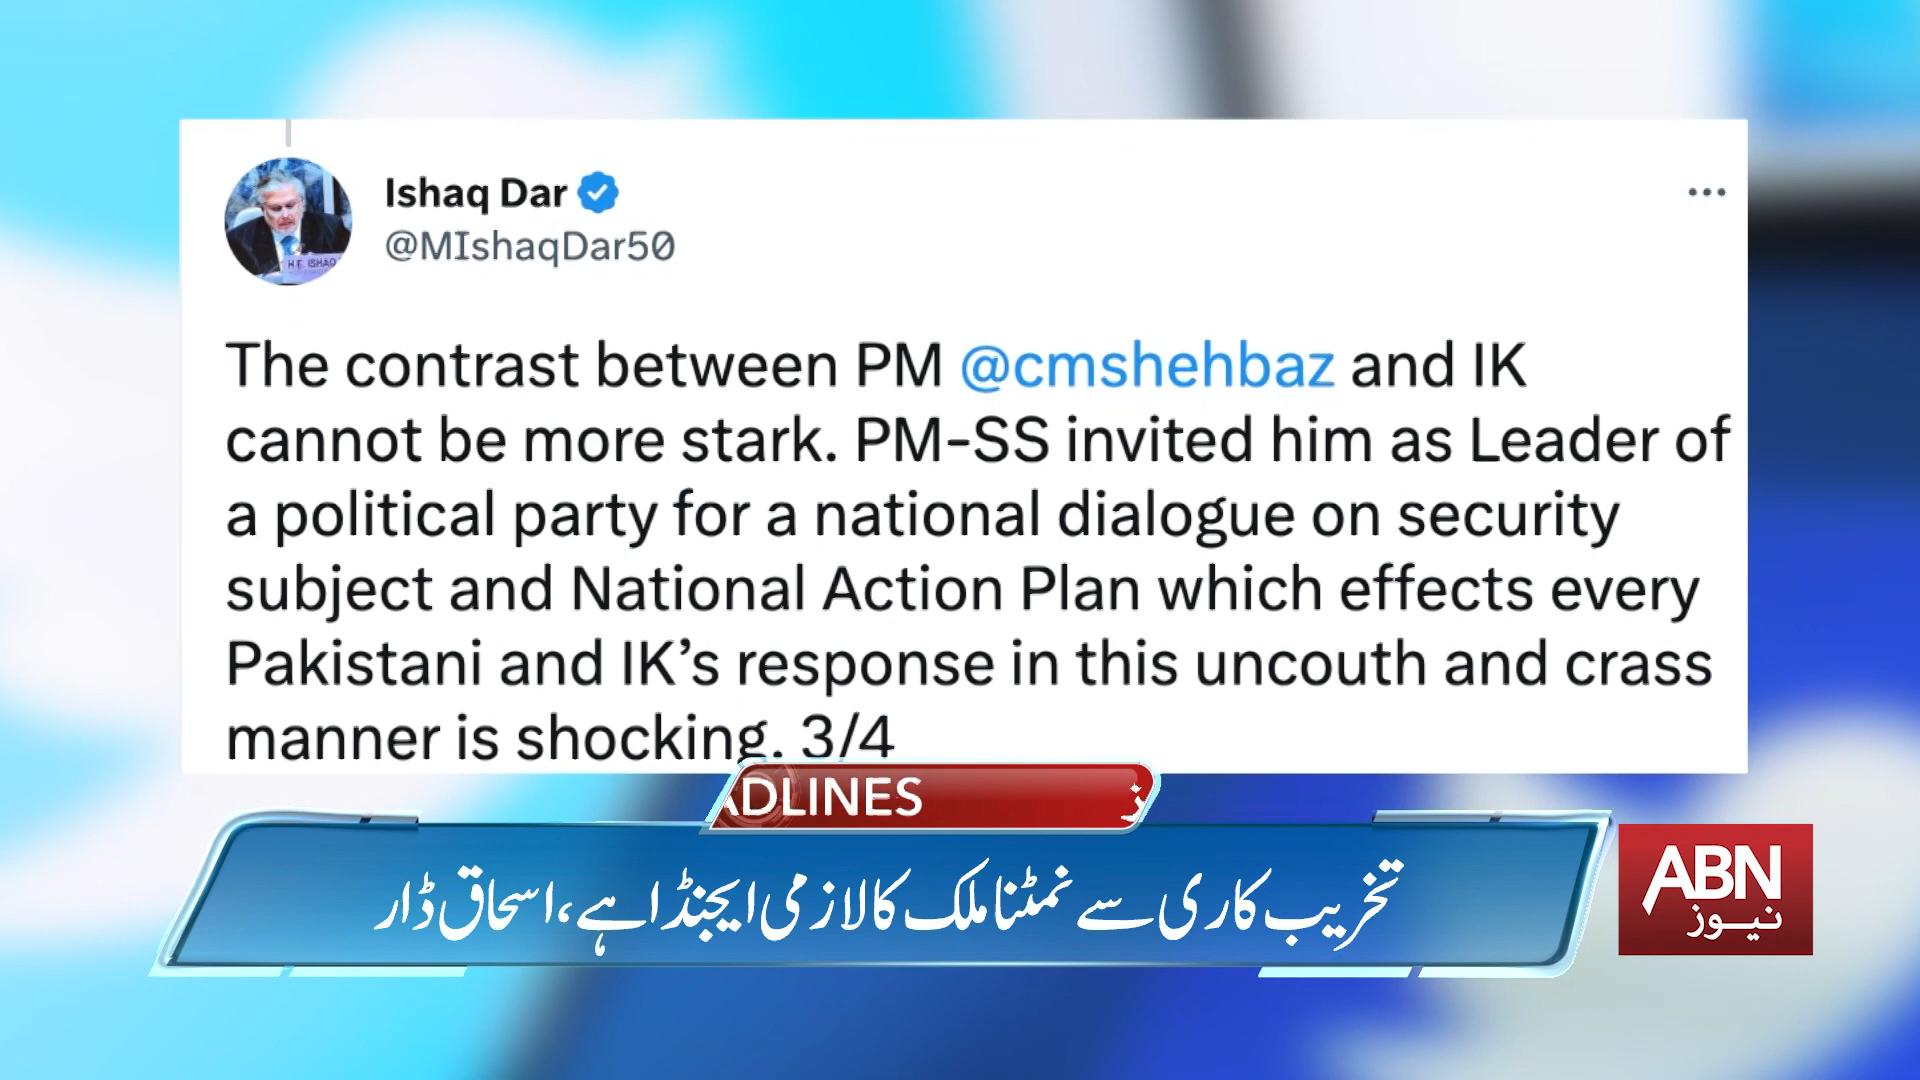 Ishaq Dar
@MIshaqDar50
The contrast between PM @cmshehbaz and IK
cannot be more stark. PM-SS invited him as Leader of
a political party for a national dialogue on security
subject and National Action Plan which effects every
Pakistani and IK’s response in this uncouth and crass
manner is shocking. 3/4
ADLINES
تخریب کاری سے نمٹنا ملک کا لازمی ایجنڈا ہے، اسحاق ڈار
ABN
نیوز
H.E. ISHAQ